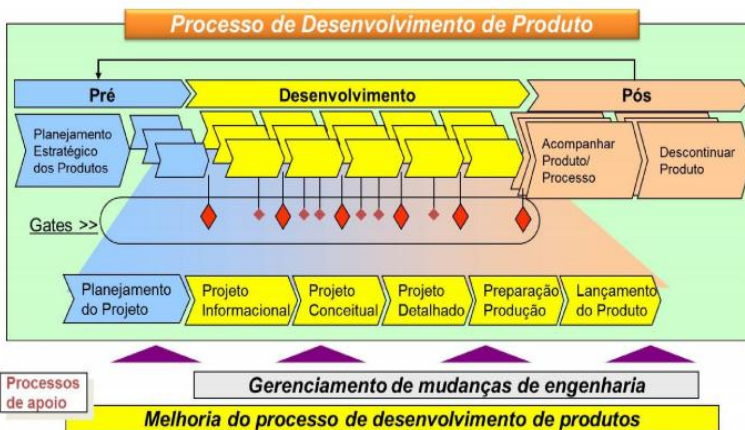 Processo de Desenvolvimento de Produto
Pré
Desenvolvimento
Pós
Planejamento
Estratégico
dos Produtos
Acompanhar
Produto/
Processo
Descontinuar
Produto
Gates >>
Planejamento
do Projeto
Projeto
Informacional
Projeto
Conceitual
Projeto
Detalhado
Preparação
Produção
Lançamento
do Produto
Processos
de apoio
Gerenciamento de mudanças de engenharia
Melhoria do processo de desenvolvimento de produtos